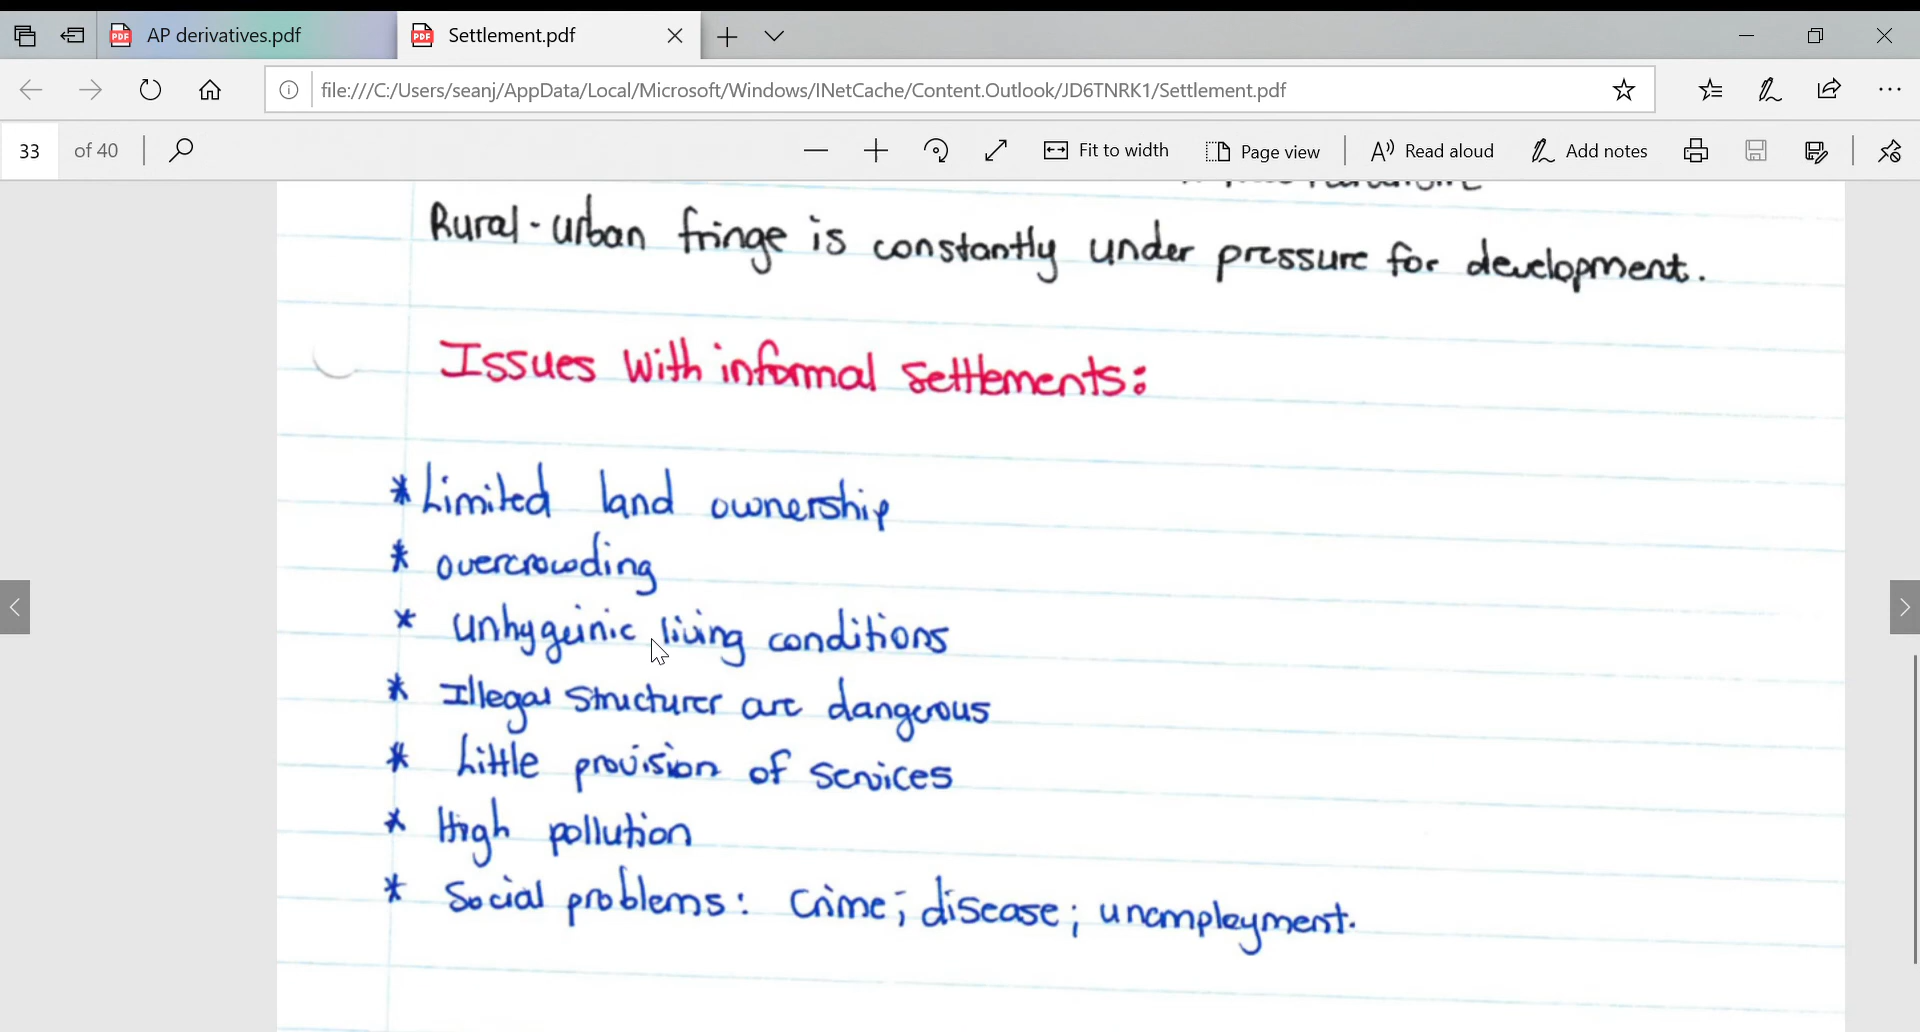 AP derivatives.pdf
Settlement.pdf
file:///C:/Users/seanj/AppData/Local/Microsoft/Windows/INetCache/Content.Outlook/JD6TNRK1/Settlement.pdf
33 of 40
Fit to width
Page view
Read aloud
Add notes
Rural-urban fringe is constantly under pressure for development.
Issues with informal settlements:
* Limited land ownership
* overcrowding
* unhygeinic living conditions
* Illegal structures are dangerous
* Little provision of services
* High pollution
* Social problems: Crime; disease; unemployment.